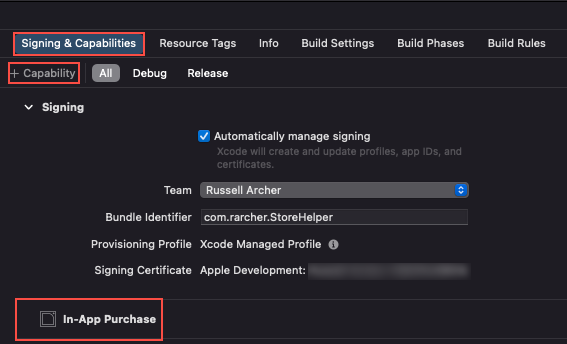 Signing & Capabilities Resource Tags Info Build Settings Build Phases Build Rules
+ Capability All Debug Release
Signing
Automatically manage signing
Xcode will create and update profiles, app IDs, and
certificates.
Team Russell Archer
Bundle Identifier com.rarcher.StoreHelper
Provisioning Profile Xcode Managed Profile
Signing Certificate Apple Development:
In-App Purchase